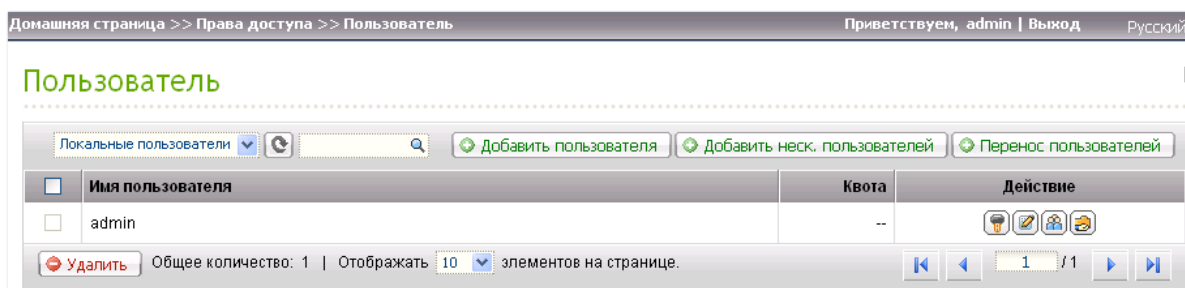 Домашняя страница >> Права доступа >> Пользователь Приветствуем, admin | Выход Русский
Пользователь
Локальные пользователи Добавить пользователя Добавить неск. пользователей Перенос пользователей
Имя пользователя Квота Действие
admin --
Удалить Общее количество: 1 | Отображать 10 элементов на странице. 1 / 1